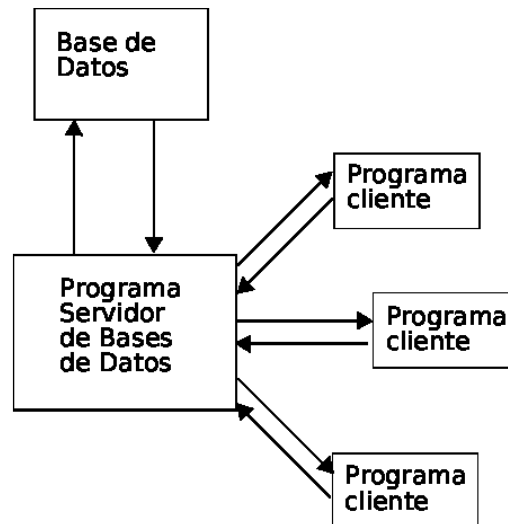 Base de
Datos
Programa
cliente
Programa
Servidor
de Bases
de Datos
Programa
cliente
Programa
cliente